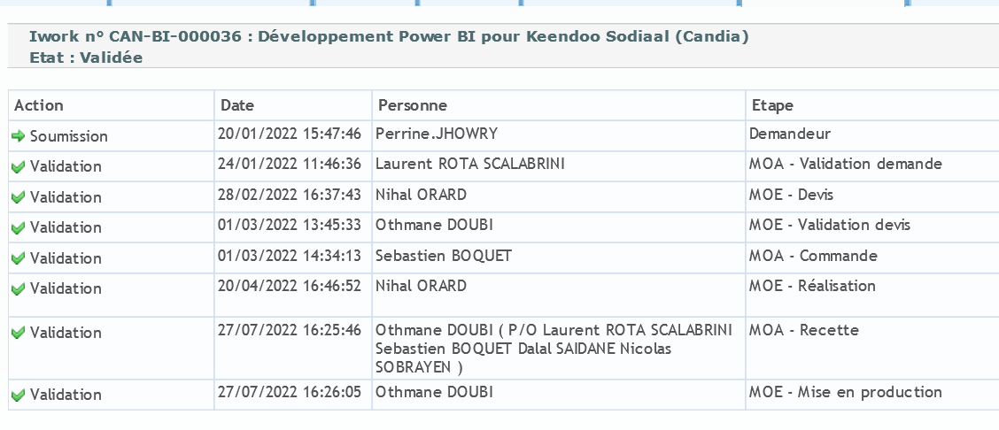 Iwork n° CAN-BI-000036 : Développement Power BI pour Keendoo Sodiaal (Candia)
Etat : Validée
Action Date Personne Etape
Soumission 20/01/2022 15:47:46 Perrine.JHOWRY Demandeur
Validation 24/01/2022 11:46:36 Laurent ROTA SCALABRINI MOA - Validation demande
Validation 28/02/2022 16:37:43 Nihal ORARD MOE - Devis
Validation 01/03/2022 13:45:33 Othmane DOUBI MOE - Validation devis
Validation 01/03/2022 14:34:13 Sebastien BOQUET MOA - Commande
Validation 20/04/2022 16:46:52 Nihal ORARD MOE - Réalisation
Validation 27/07/2022 16:25:46 Othmane DOUBI ( P/O Laurent ROTA SCALABRINI MOA - Recette
Sebastien BOQUET Dalal SAIDANE Nicolas
SOBRAYEN )
Validation 27/07/2022 16:26:05 Othmane DOUBI MOE - Mise en production